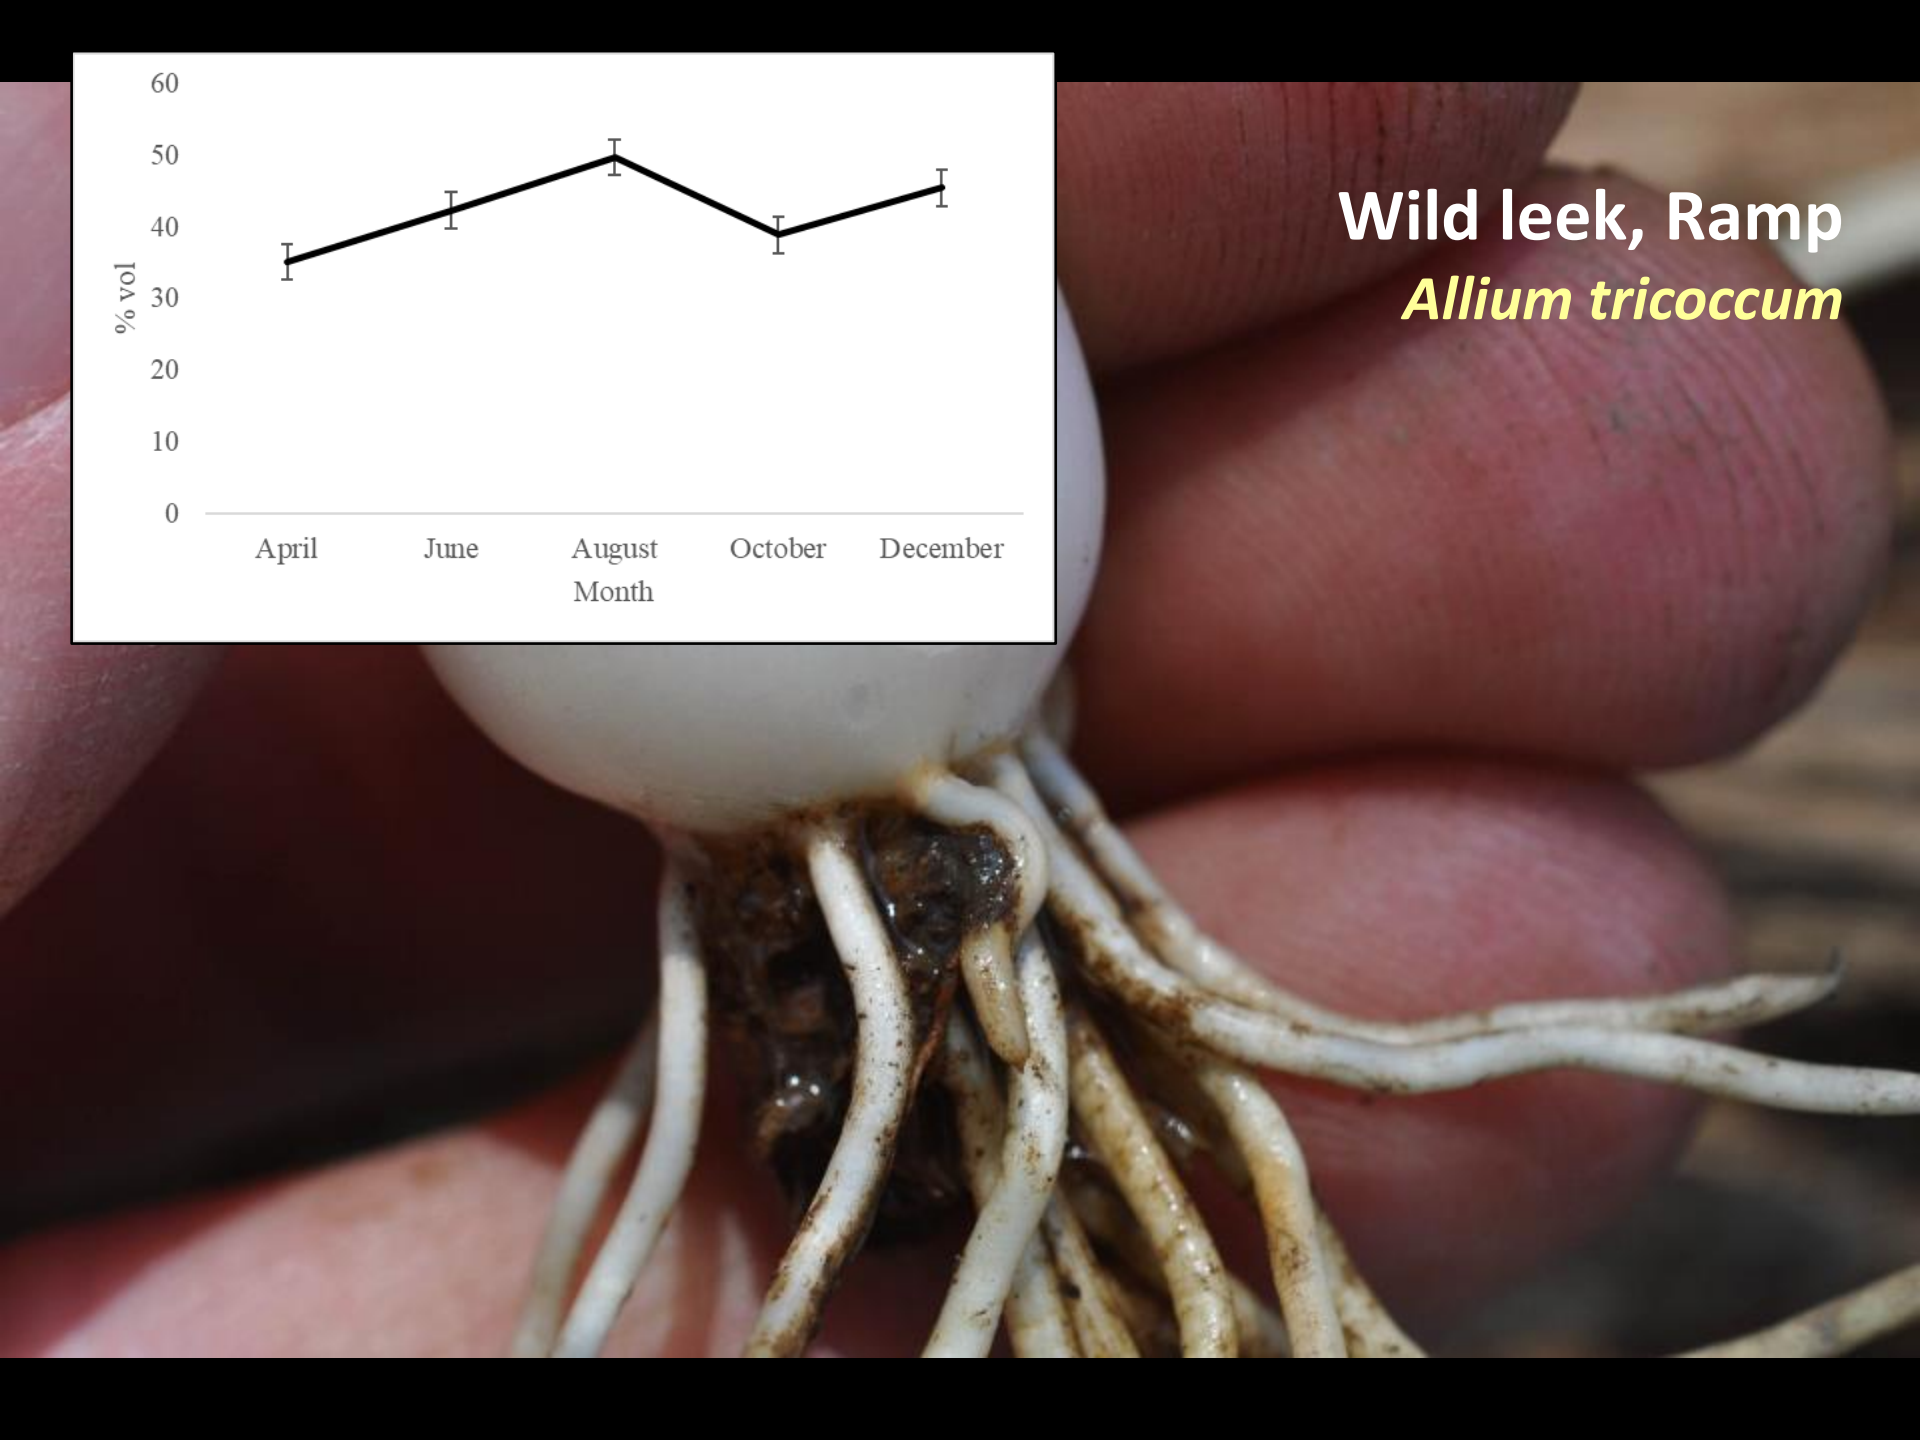 60
50
40
30
20
10
0
% vol
April June August October December
Month
Wild leek, Ramp
Allium tricoccum